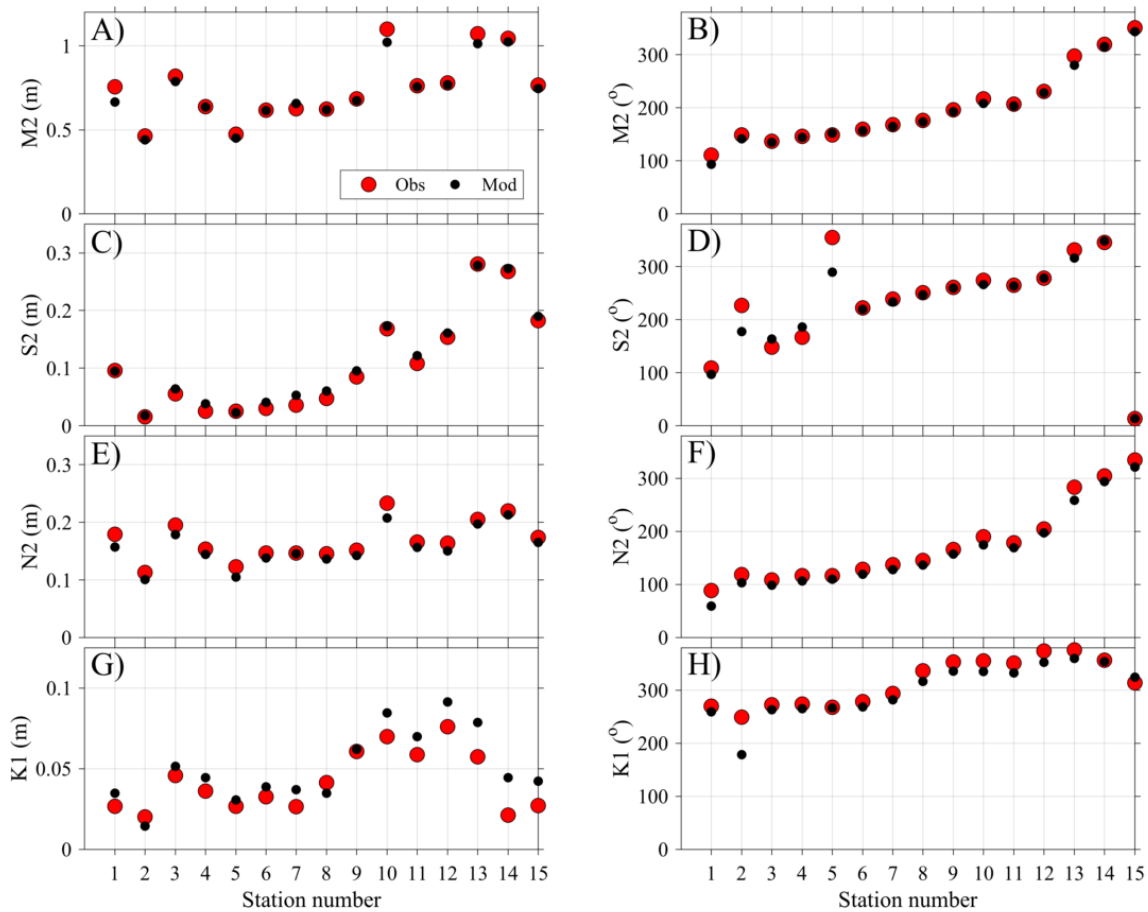 A)
M2 (m)
1
0.5
0
Obs Mod
B)
M2 (°)
300
200
100
0
C)
S2 (m)
0.3
0.2
0.1
0
D)
S2 (°)
300
200
100
0
E)
N2 (m)
0.3
0.2
0.1
0
F)
N2 (°)
300
200
100
0
G)
K1 (m)
0.1
0.05
0
1 2 3 4 5 6 7 8 9 10 11 12 13 14 15
Station number
H)
K1 (°)
300
300
300
300
1 2 3 4 5 6 7 8 9 10 11 12 13 14 15
Station number